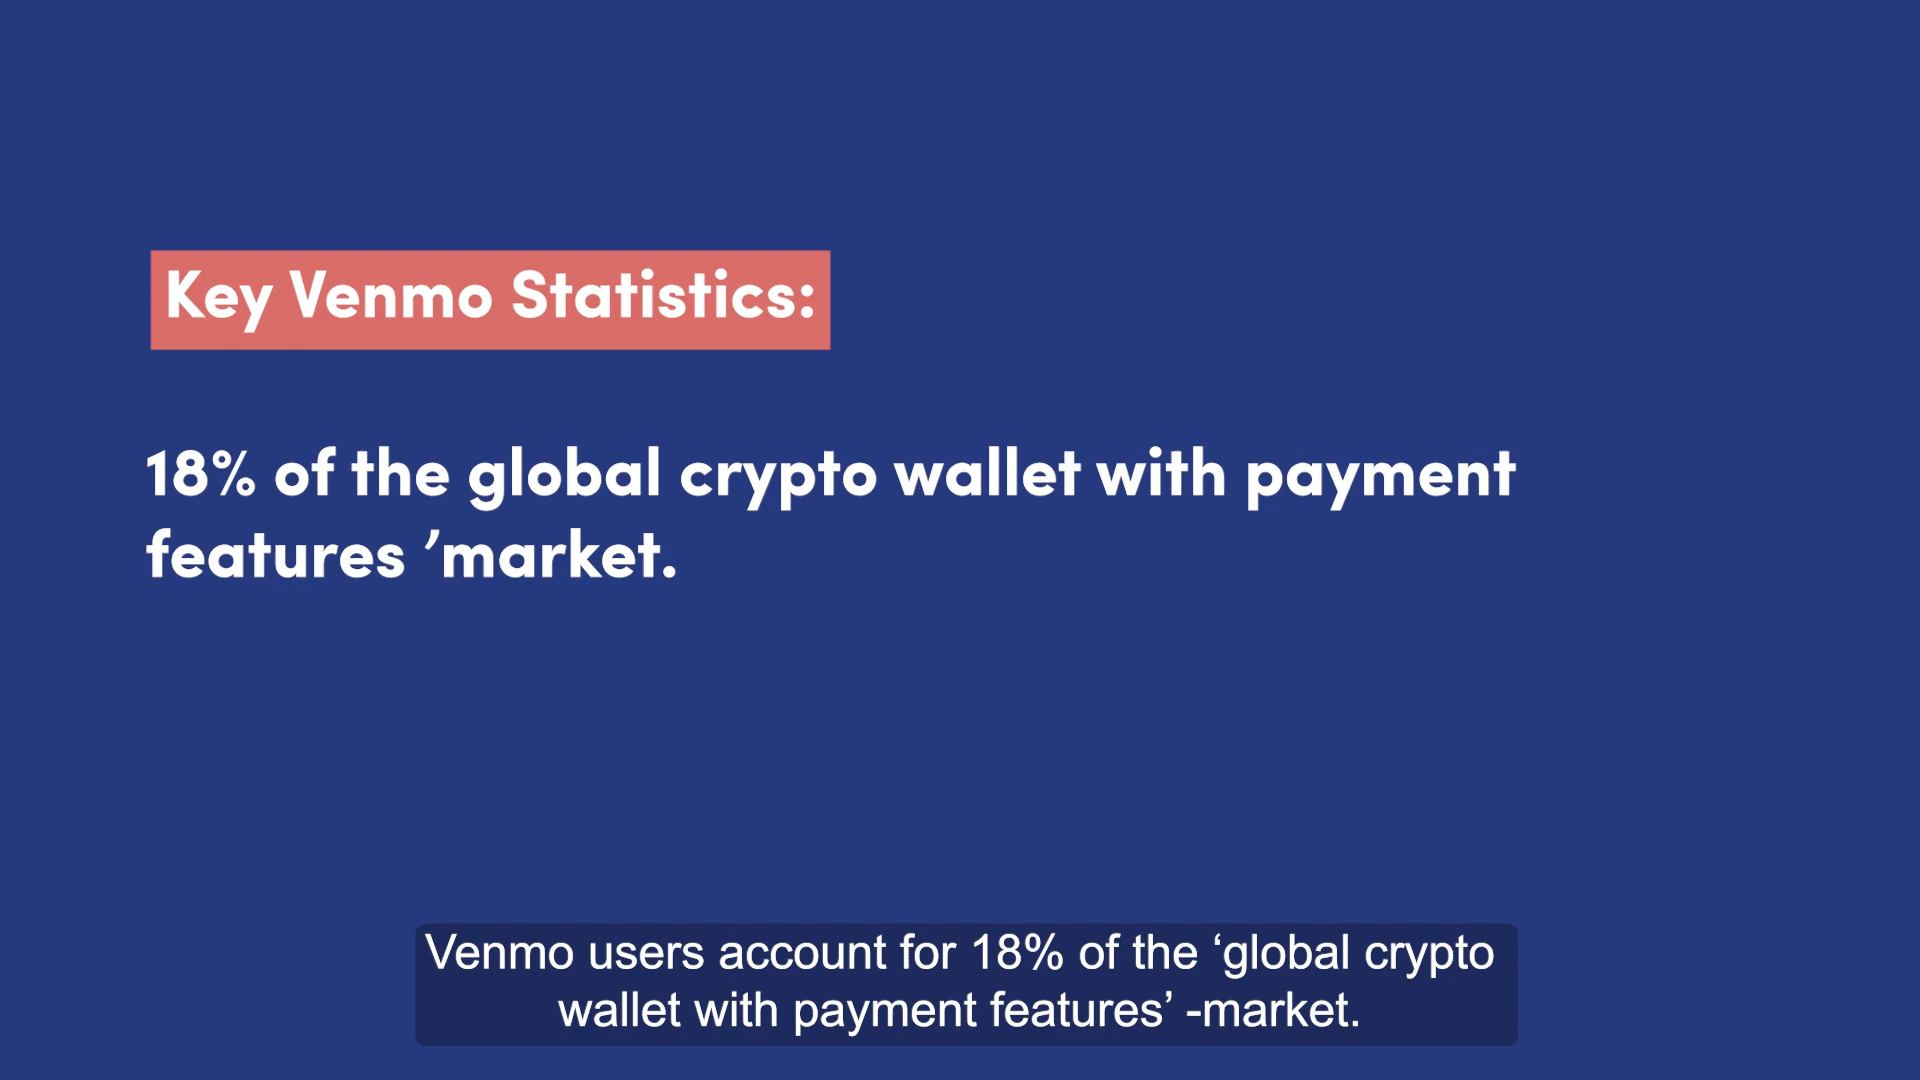 Key Venmo Statistics:
18% of the global crypto wallet with payment
features ’market.
Venmo users account for 18% of the ‘global crypto
wallet with payment features’ -market.